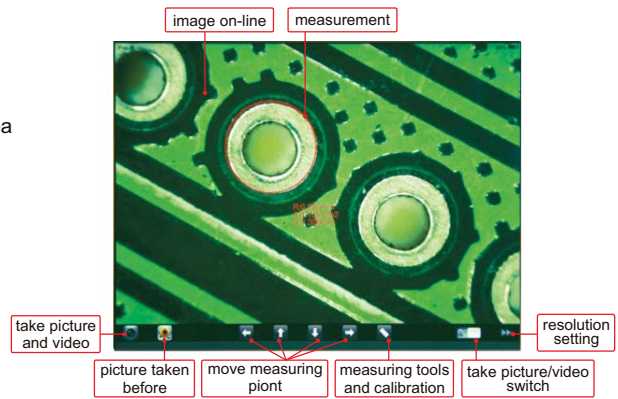 image on-line
measurement
a
take picture
and video
picture taken
before
move measuring
piont
measuring tools
and calibration
take picture/video
switch
resolution
setting